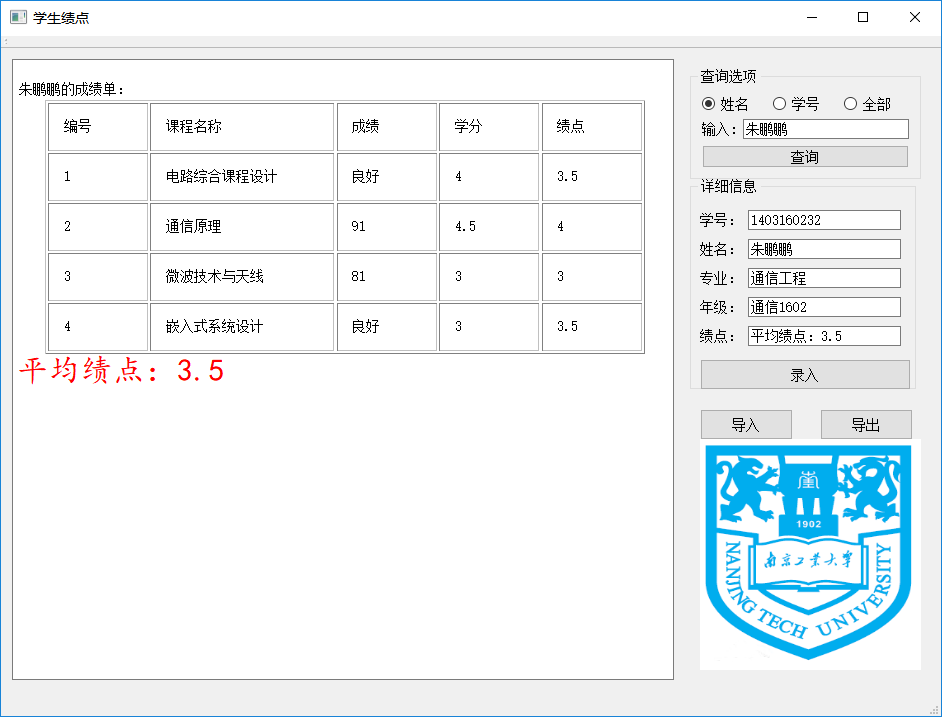 学生绩点
朱鹏鹏的成绩单：
编号 课程名称 成绩 学分 绩点
1 电路综合课程设计 良好 4 3.5
2 通信原理 91 4.5 4
3 微波技术与天线 81 3 3
4 嵌入式系统设计 良好 3 3.5
平均绩点：3.5
查询选项
姓名 学号 全部
输入：朱鹏鹏
查询
详细信息
学号：1403160232
姓名：朱鹏鹏
专业：通信工程
年级：通信1602
绩点：平均绩点：3.5
录入
导入 导出
1902
南京工业大学
NANJING TECH UNIVERSITY